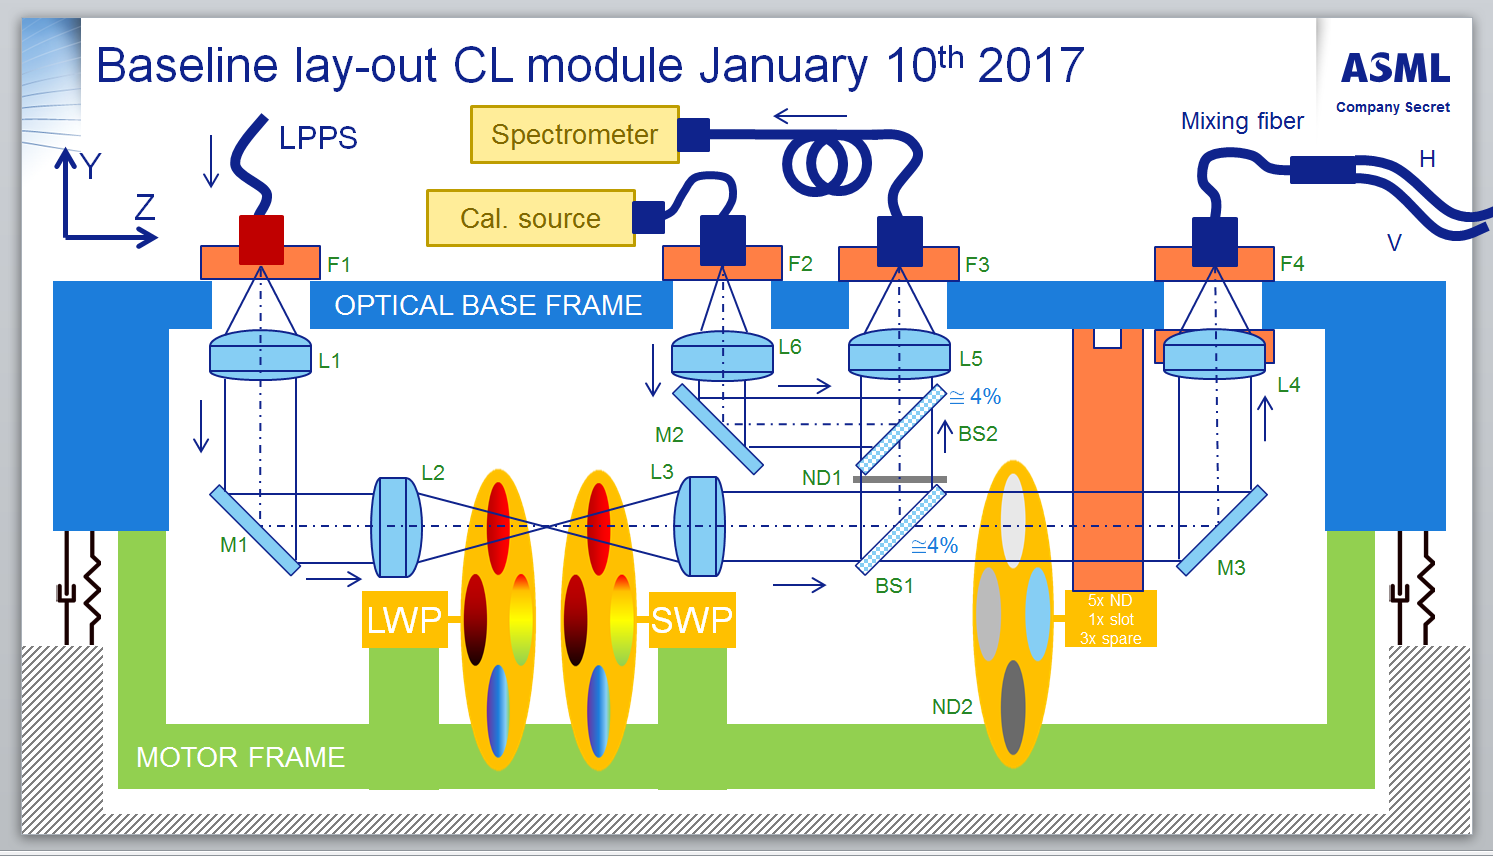 Baseline lay-out CL module January 10th 2017
ASML
Company Secret
LPPS
Spectrometer
Mixing fiber
H
Y
Z
Cal. source
V
F1
F2
F3
F4
OPTICAL BASE FRAME
L1
L6
L5
L4
≅ 4%
M2
BS2
L2
L3
ND1
M1
≅4%
BS1
M3
LWP
SWP
5x ND
1x slot
3x spare
ND2
MOTOR FRAME